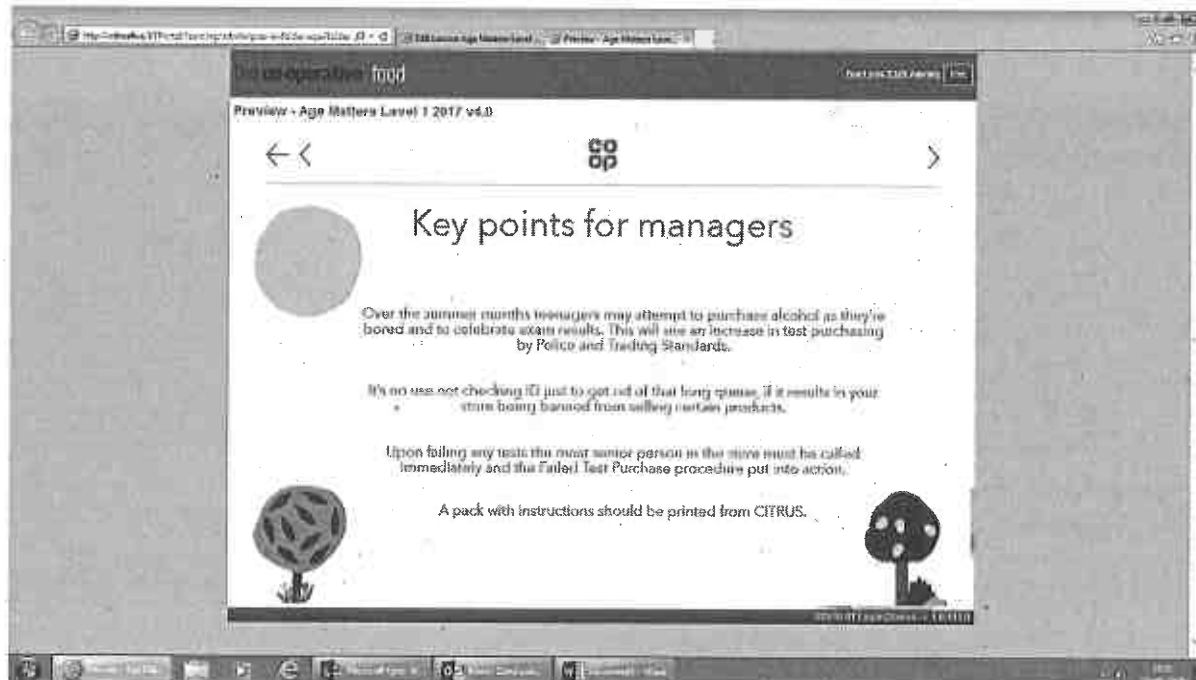 the co-operative food
Preview - Age Matters Level 1 2017 v4.0
CO
OP
Key points for managers
Over the summer months teenagers may attempt to purchase alcohol as they're
bored and to celebrate exam results. This will see an increase in test purchasing
by Police and Trading Standards.
It's no use not checking ID just to get rid of that long queue, if it results in your
store being banned from selling certain products.
Upon failing any tests the most senior person in the store must be called
immediately and the Failed Test Purchase procedure put into action.
A pack with instructions should be printed from CITRUS.